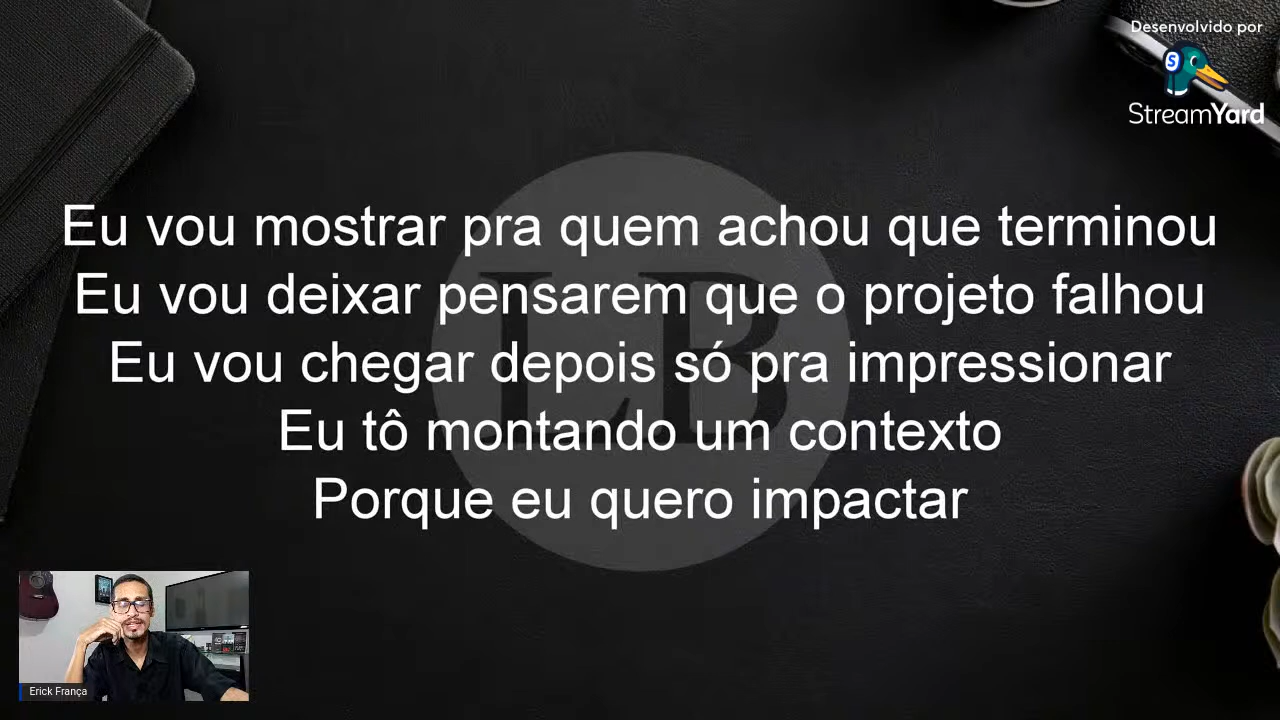 Desenvolvido por
S
StreamYard
Eu vou mostrar pra quem achou que terminou
Eu vou deixar pensarem que o projeto falhou
Eu vou chegar depois só pra impressionar
Eu tô montando um contexto
Porque eu quero impactar
LB
Erick França